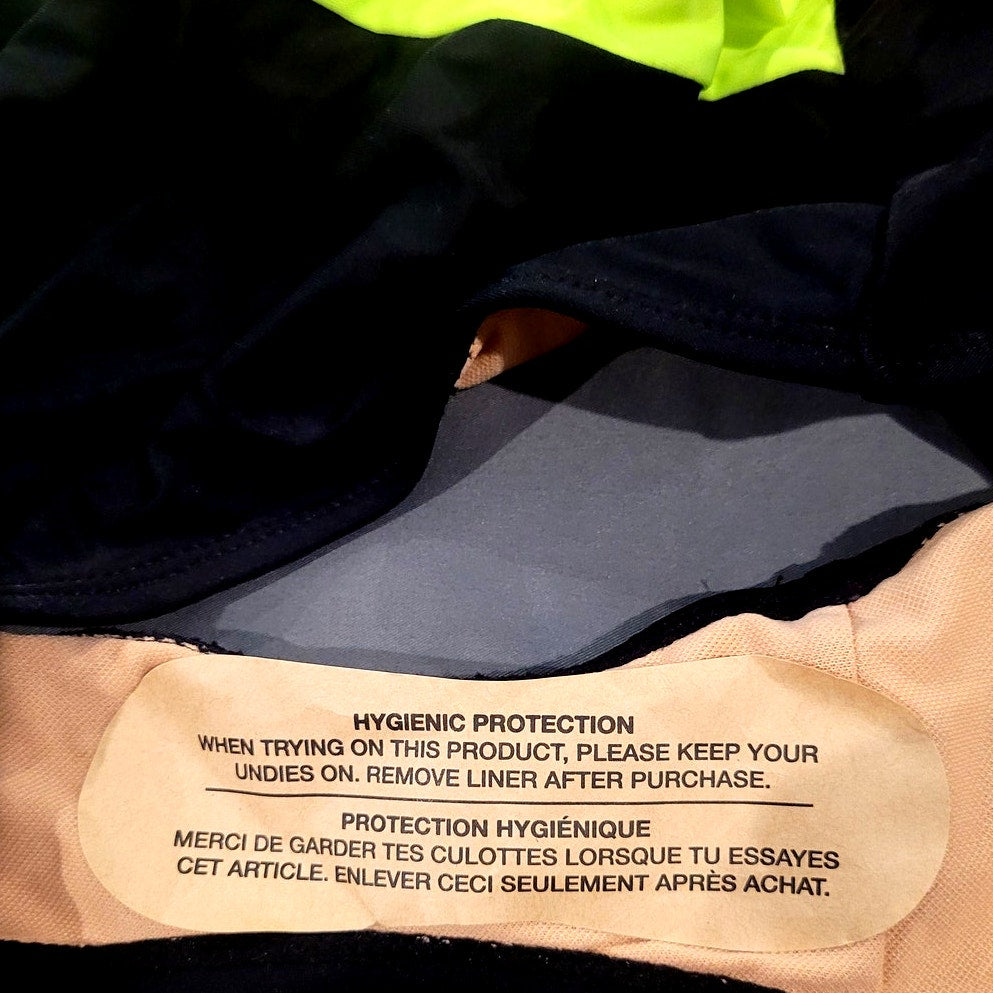 HYGIENIC PROTECTION
WHEN TRYING ON THIS PRODUCT, PLEASE KEEP YOUR
UNDIES ON. REMOVE LINER AFTER PURCHASE.
PROTECTION HYGIÉNIQUE
MERCI DE GARDER TES CULOTTES LORSQUE TU ESSAYES
CET ARTICLE. ENLEVER CECI SEULEMENT APRÈS ACHAT.